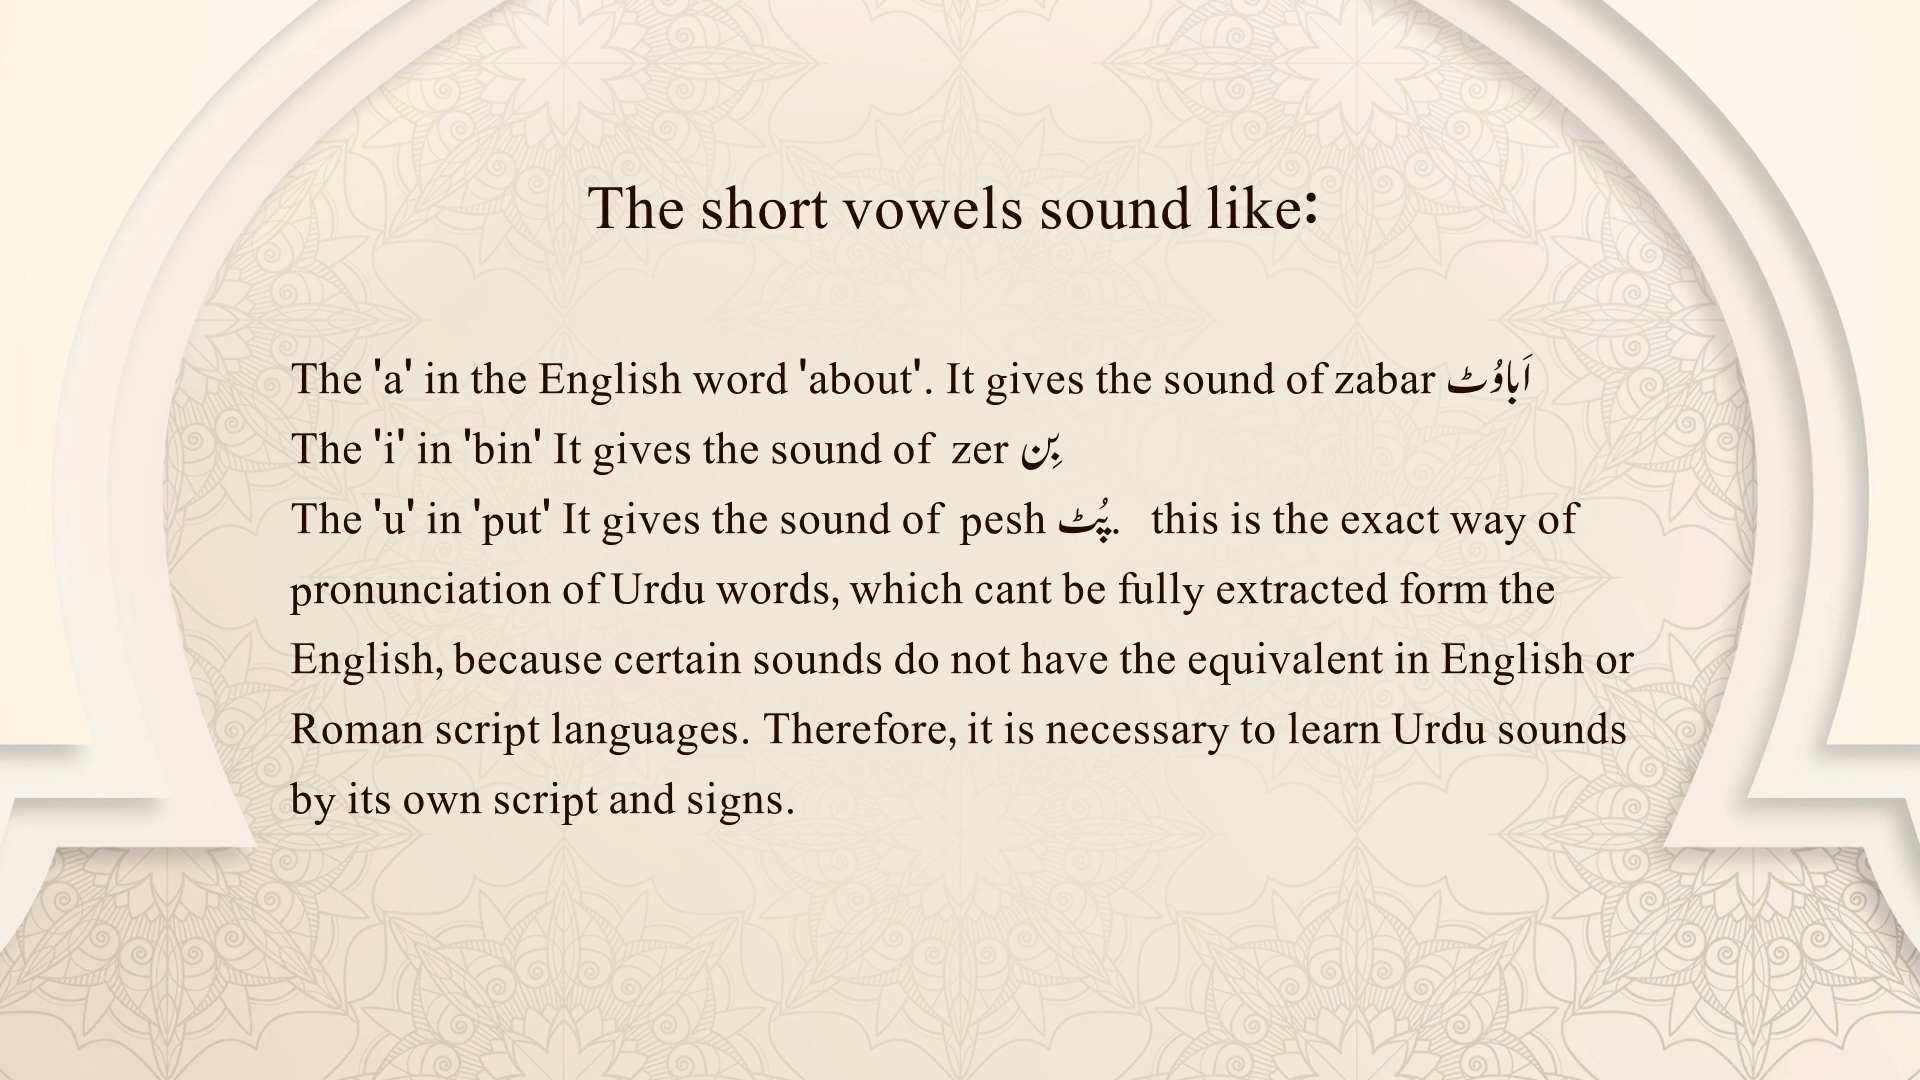 The short vowels sound like:
The 'a' in the English word 'about'. It gives the sound of zabar اَباؤُٹ
The 'i' in 'bin' It gives the sound of  zer بِن
The 'u' in 'put' It gives the sound of  pesh پُٹ.   this is the exact way of
pronunciation of Urdu words, which cant be fully extracted form the
English, because certain sounds do not have the equivalent in English or
Roman script languages. Therefore, it is necessary to learn Urdu sounds
by its own script and signs.